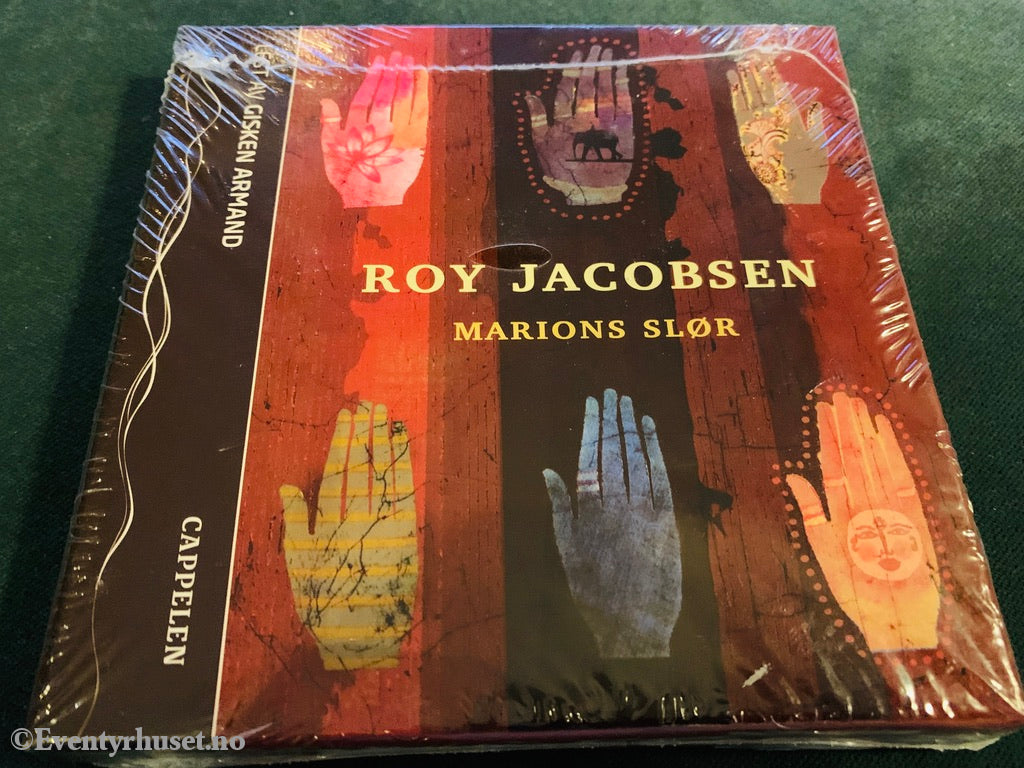 LEST AV GISKEN ARMAND
CAPPELEN
ROY JACOBSEN
MARIONS SLØR
©Eventyrhuset.no